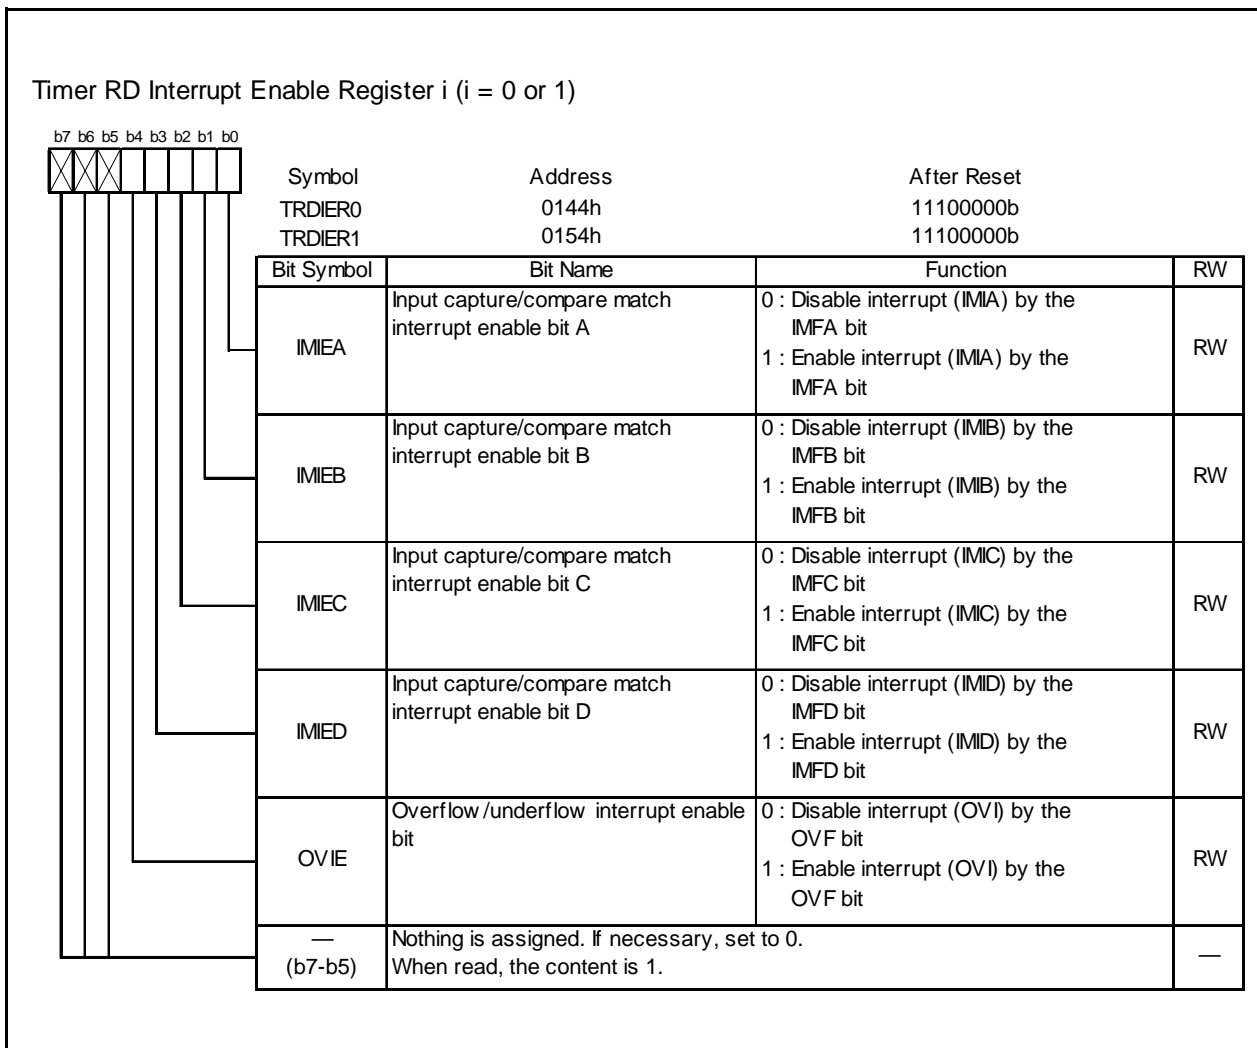 Timer RD Interrupt Enable Register i (i = 0 or 1)
b7 b6 b5 b4 b3 b2 b1 b0
Symbol Address After Reset
TRDIER0 0144h 11100000b
TRDIER1 0154h 11100000b
Bit Symbol Bit Name Function RW
IMIEA Input capture/compare match
interrupt enable bit A
0 : Disable interrupt (IMIA) by the
IMFA bit
1 : Enable interrupt (IMIA) by the
IMFA bit
RW
IMIEB Input capture/compare match
interrupt enable bit B
0 : Disable interrupt (IMIB) by the
IMFB bit
1 : Enable interrupt (IMIB) by the
IMFB bit
RW
IMIEC Input capture/compare match
interrupt enable bit C
0 : Disable interrupt (IMIC) by the
IMFC bit
1 : Enable interrupt (IMIC) by the
IMFC bit
RW
IMIED Input capture/compare match
interrupt enable bit D
0 : Disable interrupt (IMID) by the
IMFD bit
1 : Enable interrupt (IMID) by the
IMFD bit
RW
OVIE Overflow/underflow interrupt enable
bit
0 : Disable interrupt (OVI) by the
OVF bit
1 : Enable interrupt (OVI) by the
OVF bit
RW
—
(b7-b5)
Nothing is assigned. If necessary, set to 0.
When read, the content is 1.
—